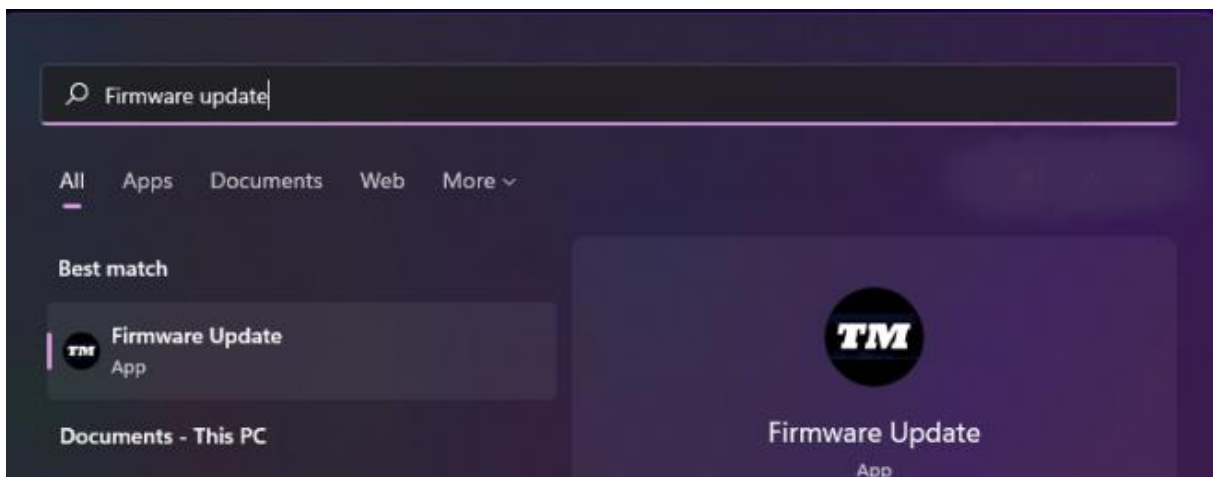 Firmware update
All Apps Documents Web More
Best match
TM Firmware Update
App
Documents - This PC
TM
Firmware Update
App